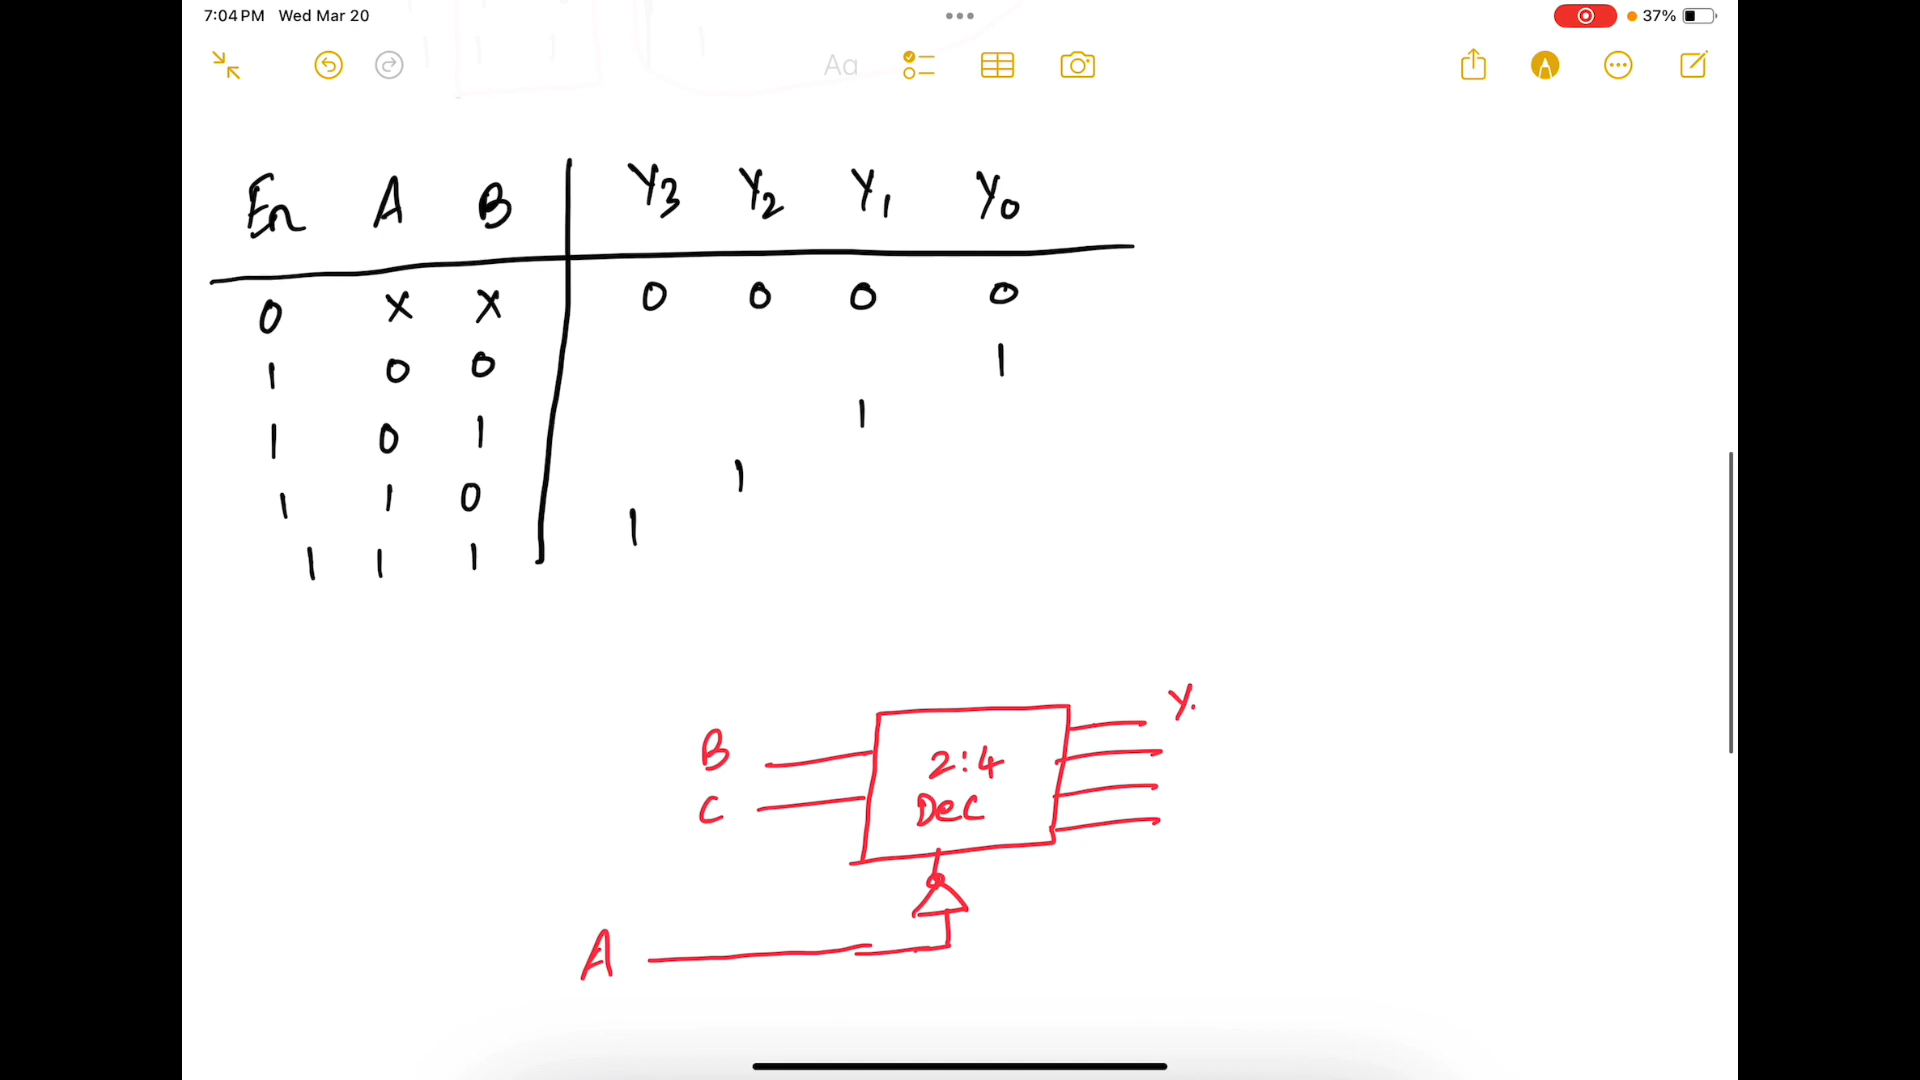 7:04 PM Wed Mar 20
37%
Aa
En A B Y3 Y2 Y1 Y0
0 X X 0 0 0 0
1 0 0 1
1 0 1 1
1 1 0 1
1 1 1 1
Y.
B
2:4
C
DeC
A